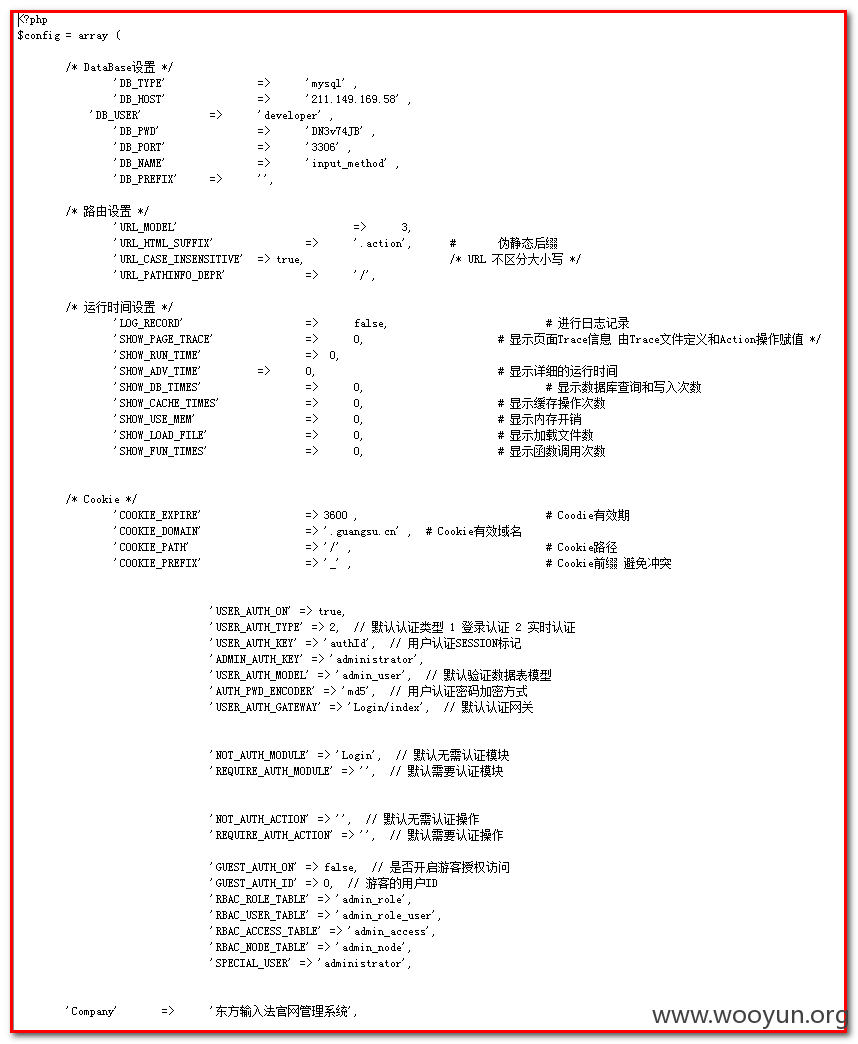 <?php
$config = array (
/* DataBase设置 */
'DB_TYPE' => 'mysql' ,
'DB_HOST' => '211.149.169.58' ,
'DB_USER' => 'developer' ,
'DB_PWD' => 'DN3v74JB' ,
'DB_PORT' => '3306' ,
'DB_NAME' => 'input_method' ,
'DB_PREFIX' => '',
/* 路由设置 */
'URL_MODEL' => 3,
'URL_HTML_SUFFIX' => '.action', # 伪静态后缀
'URL_CASE_INSENSITIVE' => true, /* URL 不区分大小写 */
'URL_PATHINFO_DEPR' => '/',
/* 运行时间设置 */
'LOG_RECORD' => false, # 进行日志记录
'SHOW_PAGE_TRACE' => 0, # 显示页面Trace信息 由Trace文件定义和Action操作赋值 */
'SHOW_RUN_TIME' => 0,
'SHOW_ADV_TIME' => 0, # 显示详细的运行时间
'SHOW_DB_TIMES' => 0, # 显示数据库查询和写入次数
'SHOW_CACHE_TIMES' => 0, # 显示缓存操作次数
'SHOW_USE_MEM' => 0, # 显示内存开销
'SHOW_LOAD_FILE' => 0, # 显示加载文件数
'SHOW_FUN_TIMES' => 0, # 显示函数调用次数
/* Cookie */
'COOKIE_EXPIRE' => 3600 , # Coodie有效期
'COOKIE_DOMAIN' => '.guangsu.cn' , # Cookie有效域名
'COOKIE_PATH' => '/' , # Cookie路径
'COOKIE_PREFIX' => '_' , # Cookie前缀 避免冲突
'USER_AUTH_ON' => true,
'USER_AUTH_TYPE' => 2, // 默认认证类型 1 登录认证 2 实时认证
'USER_AUTH_KEY' => 'authId', // 用户认证SESSION标记
'ADMIN_AUTH_KEY' => 'administrator',
'USER_AUTH_MODEL' => 'admin_user', // 默认验证数据表模型
'AUTH_PWD_ENCODER' => 'md5', // 用户认证密码加密方式
'USER_AUTH_GATEWAY' => 'Login/index', // 默认认证网关
'NOT_AUTH_MODULE' => 'Login', // 默认无需认证模块
'REQUIRE_AUTH_MODULE' => '', // 默认需要认证模块
'NOT_AUTH_ACTION' => '', // 默认无需认证操作
'REQUIRE_AUTH_ACTION' => '', // 默认需要认证操作
'GUEST_AUTH_ON' => false, // 是否开启游客授权访问
'GUEST_AUTH_ID' => 0, // 游客的用户ID
'RBAC_ROLE_TABLE' => 'admin_role',
'RBAC_USER_TABLE' => 'admin_role_user',
'RBAC_ACCESS_TABLE' => 'admin_access',
'RBAC_NODE_TABLE' => 'admin_node',
'SPECIAL_USER' => 'administrator',
'Company' => '东方输入法官网管理系统',
www.wooyun.org